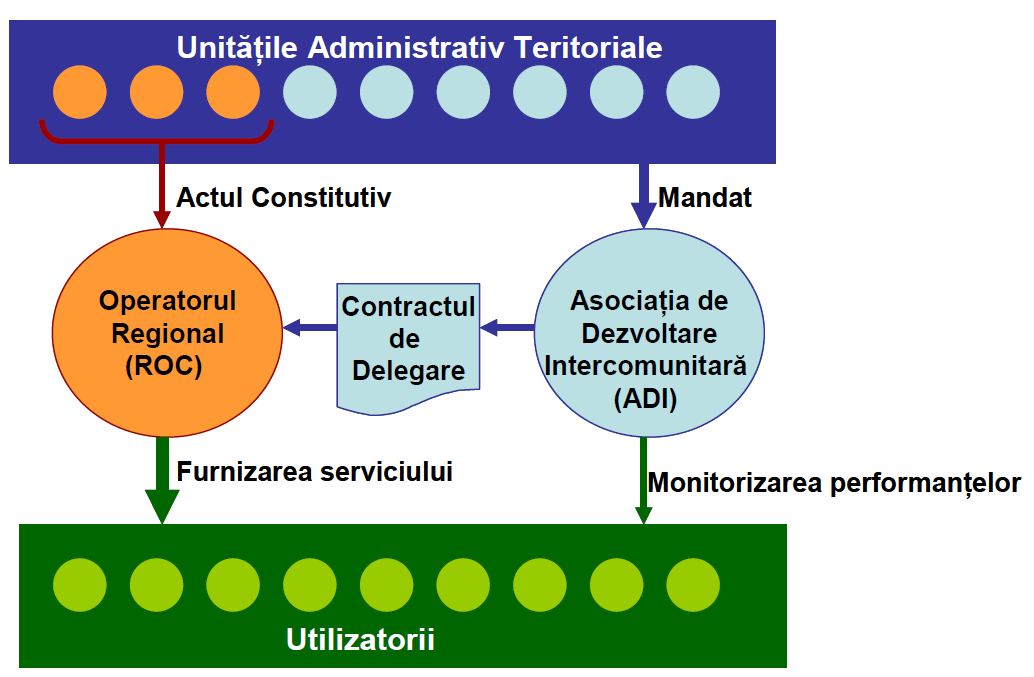 Unitățile Administrativ Teritoriale
Actul Constitutiv
Mandat
Operatorul
Regional
(ROC)
Contractul
de
Delegare
Asociația de
Dezvoltare
Intercomunitară
(ADI)
Furnizarea serviciului
Monitorizarea performanțelor
Utilizatorii